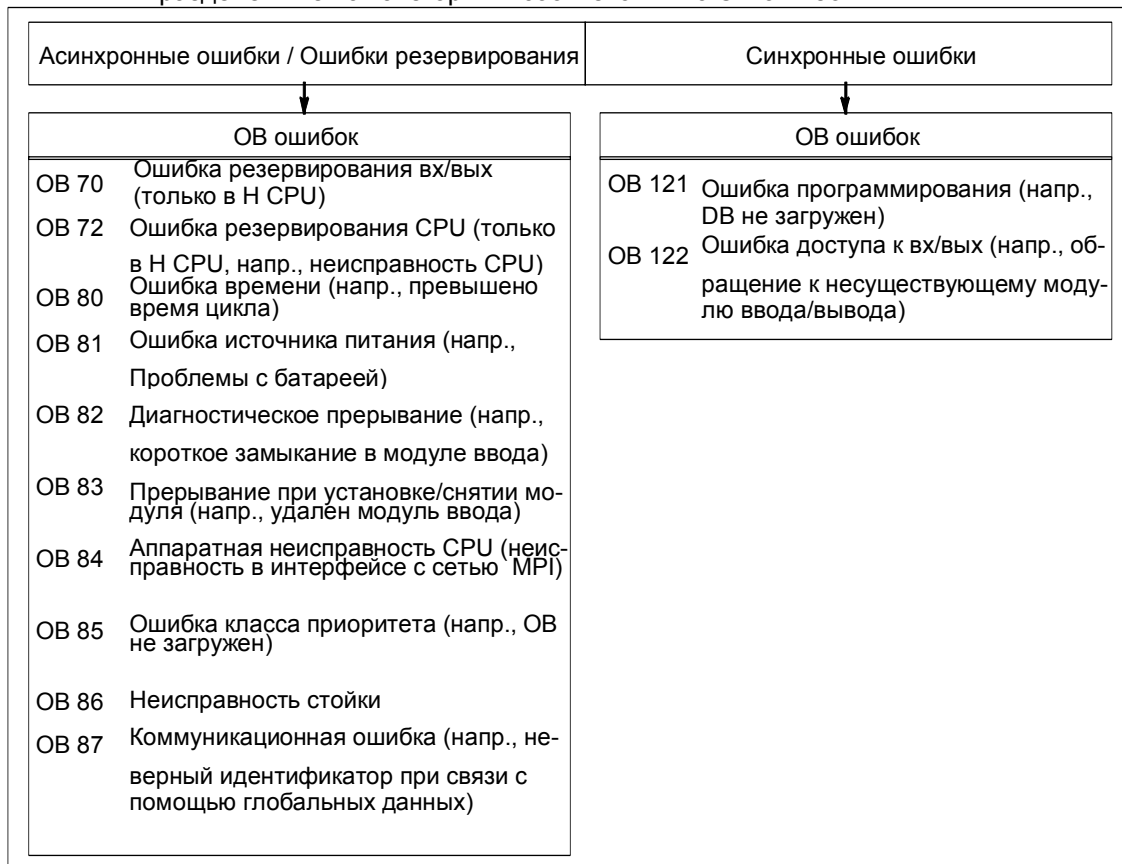 Асинхронные ошибки / Ошибки резервирования
Синхронные ошибки
ОВ ошибок
ОВ 70 Ошибка резервирования вх/вых
(только в H CPU)
ОВ 72 Ошибка резервирования CPU (только
в H CPU, напр., неисправность CPU)
ОВ 80 Ошибка времени (напр., превышено
время цикла)
ОВ 81 Ошибка источника питания (напр.,
Проблемы с батареей)
ОВ 82 Диагностическое прерывание (напр.,
короткое замыкание в модуле ввода)
ОВ 83 Прерывание при установке/снятии мо-
дуля (напр., удален модуль ввода)
ОВ 84 Аппаратная неисправность CPU (неис-
правность в интерфейсе с сетью MPI)
ОВ 85 Ошибка класса приоритета (напр., ОВ
не загружен)
ОВ 86 Неисправность стойки
ОВ 87 Коммуникационная ошибка (напр., не-
верный идентификатор при связи с
помощью глобальных данных)
ОВ ошибок
ОВ 121 Ошибка программирования (напр.,
DB не загружен)
ОВ 122 Ошибка доступа к вх/вых (напр., об-
ращение к несуществующему моду-
лю ввода/вывода)